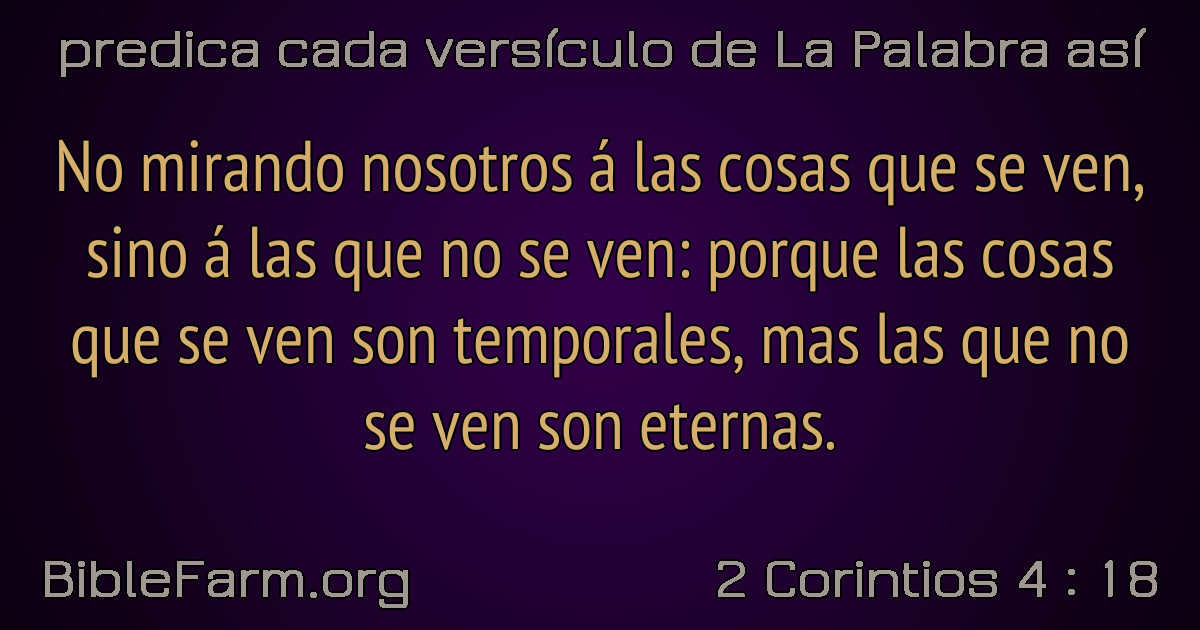 predica cada versículo de La Palabra así
No mirando nosotros á las cosas que se ven,
sino á las que no se ven: porque las cosas
que se ven son temporales, mas las que no
se ven son eternas.
BibleFarm.org
2 Corintios 4 : 18